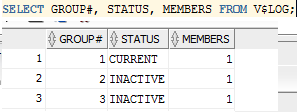 SELECT GROUP#, STATUS, MEMBERS FROM V$LOG;
GROUP# STATUS MEMBERS
1 1 CURRENT 1
2 2 INACTIVE 1
3 3 INACTIVE 1